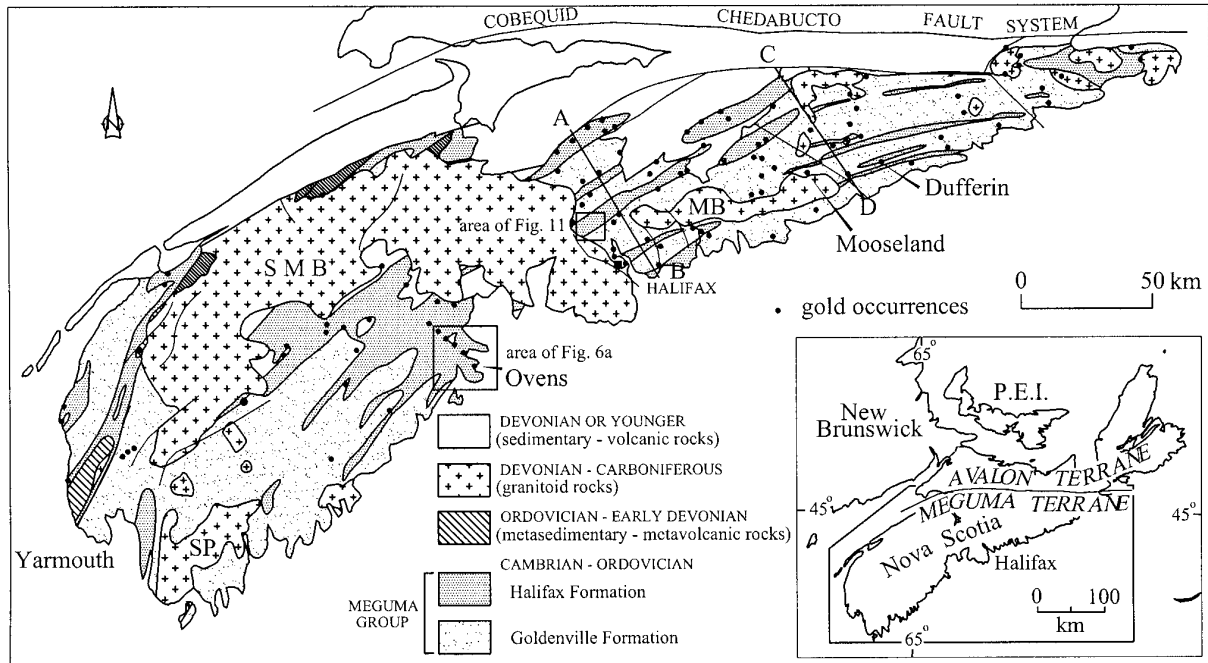 COBEQUID CHEDABUCTO FAULT SYSTEM
C
A
Dufferin
MB
D
area of Fig. 11
Mooseland
S M B
B
HALIFAX
0 50 km
• gold occurrences
area of Fig. 6a
Ovens
DEVONIAN OR YOUNGER
(sedimentary - volcanic rocks)
DEVONIAN - CARBONIFEROUS
(granitoid rocks)
ORDOVICIAN - EARLY DEVONIAN
(metasedimentary - metavolcanic rocks)
CAMBRIAN - ORDOVICIAN
MEGUMA
GROUP
Halifax Formation
Goldenville Formation
SP
Yarmouth
65°
P.E.I.
New
Brunswick
AVALON TERRANE
MEGUMA TERRANE
45°
45°
Nova Scotia
Halifax
0 100
km
65°